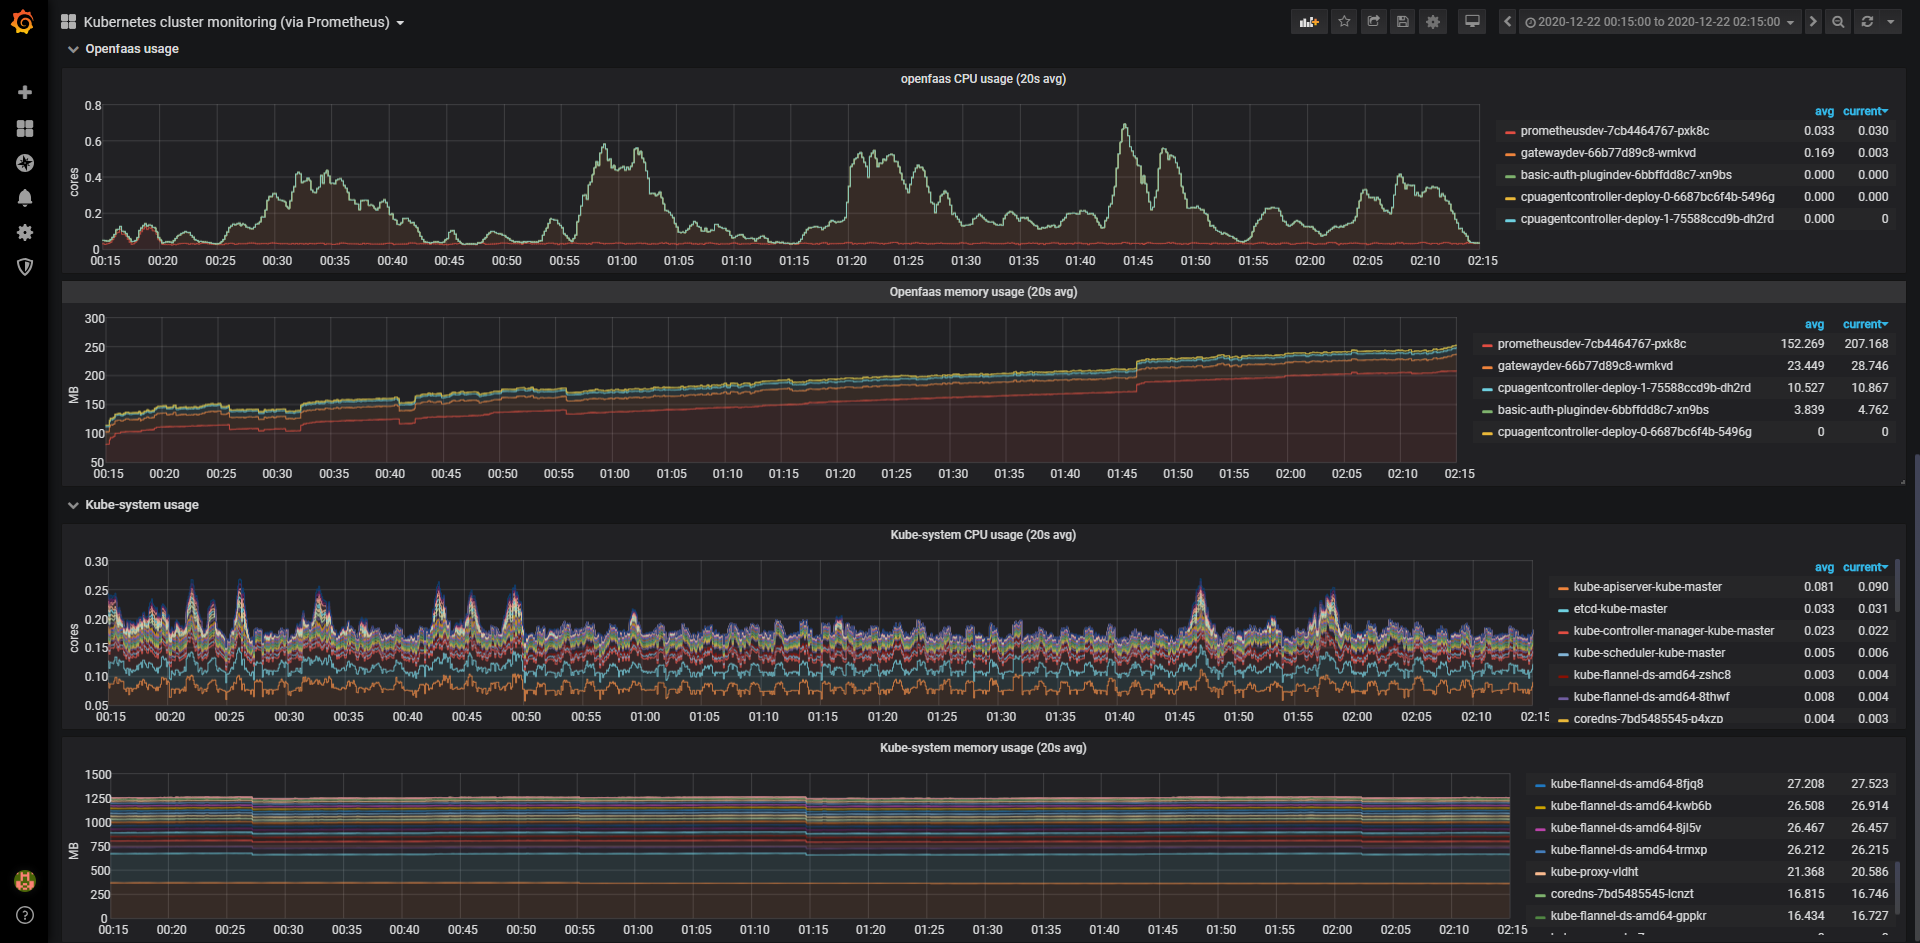 Kubernetes cluster monitoring (via Prometheus)
2020-12-22 00:15:00 to 2020-12-22 02:15:00
Openfaas usage
openfaas CPU usage (20s avg)
cores
0.8
0.6
0.4
0.2
0
00:15 00:20 00:25 00:30 00:35 00:40 00:45 00:50 00:55 01:00 01:05 01:10 01:15 01:20 01:25 01:30 01:35 01:40 01:45 01:50 01:55 02:00 02:05 02:10 02:15
avg current
prometheusdev-7cb4464767-pxk8c 0.033 0.030
gatewaydev-66b77d89c8-wmkvd 0.169 0.003
basic-auth-plugindev-6bbffdd8c7-xn9bs 0.000 0.000
cpuagentcontroller-deploy-0-6687bc6f4b-5496g 0.000 0.000
cpuagentcontroller-deploy-1-75588ccd9b-dh2rd 0.000 0
Openfaas memory usage (20s avg)
MB
300
250
200
150
100
50
00:15 00:20 00:25 00:30 00:35 00:40 00:45 00:50 00:55 01:00 01:05 01:10 01:15 01:20 01:25 01:30 01:35 01:40 01:45 01:50 01:55 02:00 02:05 02:10 02:15
avg current
prometheusdev-7cb4464767-pxk8c 152.269 207.168
gatewaydev-66b77d89c8-wmkvd 23.449 28.746
cpuagentcontroller-deploy-1-75588ccd9b-dh2rd 10.527 10.867
basic-auth-plugindev-6bbffdd8c7-xn9bs 3.839 4.762
cpuagentcontroller-deploy-0-6687bc6f4b-5496g 0 0
Kube-system usage
Kube-system CPU usage (20s avg)
cores
0.30
0.25
0.20
0.15
0.10
0.05
00:15 00:20 00:25 00:30 00:35 00:40 00:45 00:50 00:55 01:00 01:05 01:10 01:15 01:20 01:25 01:30 01:35 01:40 01:45 01:50 01:55 02:00 02:05 02:10 02:15
avg current
kube-apiserver-kube-master 0.081 0.090
etcd-kube-master 0.033 0.031
kube-controller-manager-kube-master 0.023 0.022
kube-scheduler-kube-master 0.005 0.006
kube-flannel-ds-amd64-zshc8 0.003 0.004
kube-flannel-ds-amd64-8thwf 0.008 0.004
coredns-7bd5485545-p4xzp 0.004 0.003
Kube-system memory usage (20s avg)
MB
1500
1250
1000
750
500
250
0
00:15 00:20 00:25 00:30 00:35 00:40 00:45 00:50 00:55 01:00 01:05 01:10 01:15 01:20 01:25 01:30 01:35 01:40 01:45 01:50 01:55 02:00 02:05 02:10 02:15
kube-flannel-ds-amd64-8fjq8 27.208 27.523
kube-flannel-ds-amd64-kwb6b 26.508 26.914
kube-flannel-ds-amd64-8jl5v 26.467 26.457
kube-flannel-ds-amd64-trmxp 26.212 26.215
kube-proxy-vldht 21.368 20.586
coredns-7bd5485545-lcnzt 16.815 16.746
kube-flannel-ds-amd64-gppkr 16.434 16.727